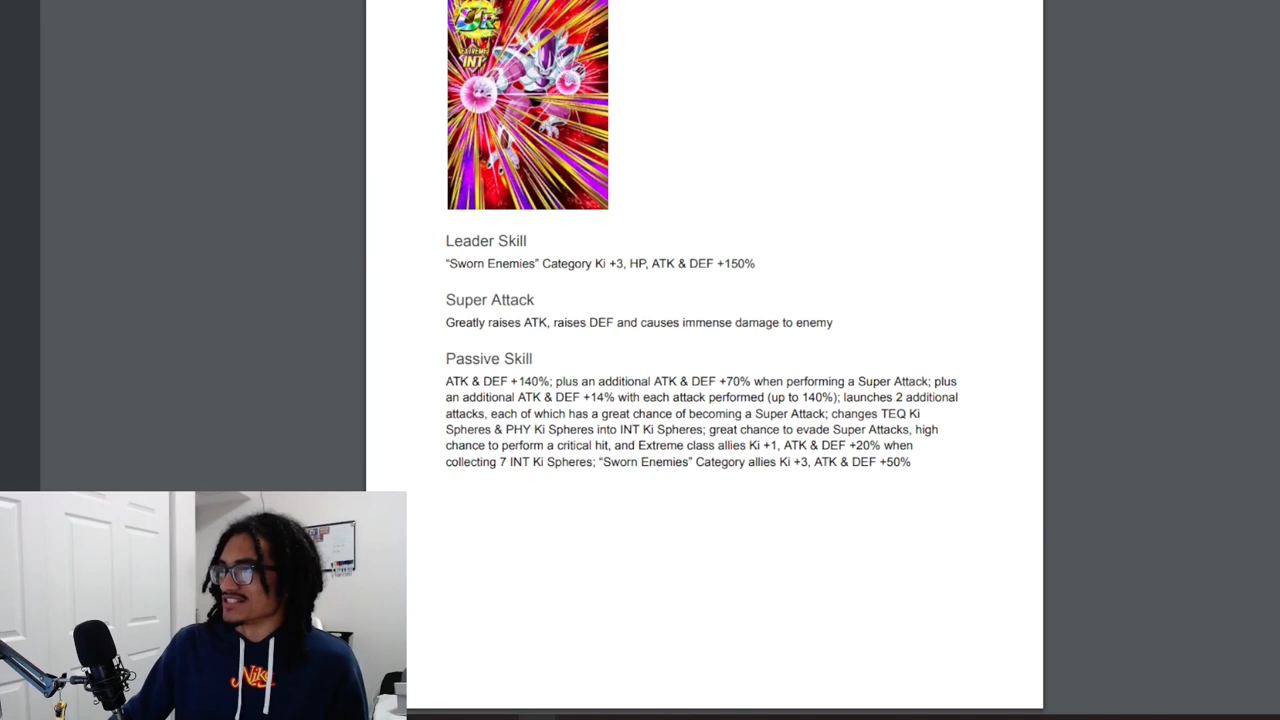 UR
EXTREME
INT
Leader Skill
“Sworn Enemies” Category Ki +3, HP, ATK & DEF +150%
Super Attack
Greatly raises ATK, raises DEF and causes immense damage to enemy
Passive Skill
ATK & DEF +140%; plus an additional ATK & DEF +70% when performing a Super Attack; plus
an additional ATK & DEF +14% with each attack performed (up to 140%); launches 2 additional
attacks, each of which has a great chance of becoming a Super Attack; changes TEQ Ki
Spheres & PHY Ki Spheres into INT Ki Spheres; great chance to evade Super Attacks, high
chance to perform a critical hit, and Extreme class allies Ki +1, ATK & DEF +20% when
collecting 7 INT Ki Spheres; “Sworn Enemies” Category allies Ki +3, ATK & DEF +50%
Nike